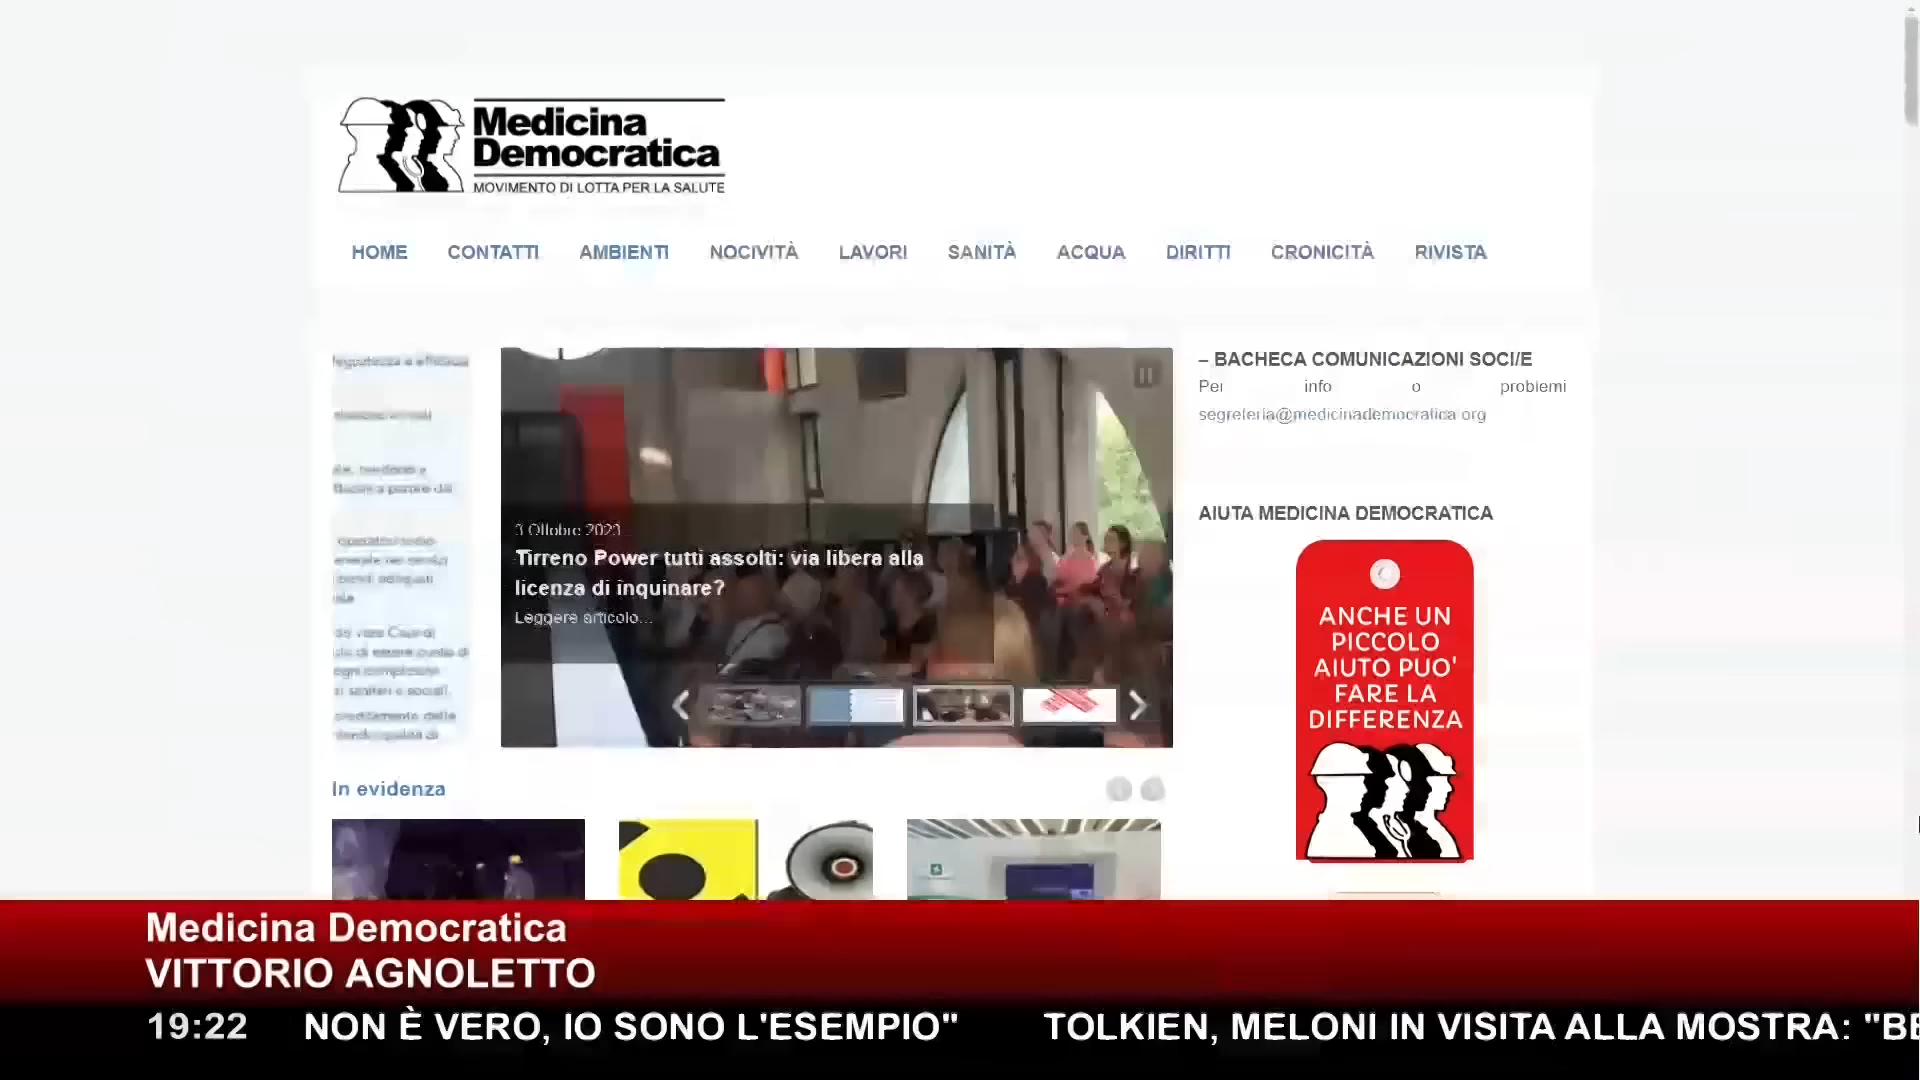 Medicina
Democratica
MOVIMENTO DI LOTTA PER LA SALUTE
HOME CONTATTI AMBIENTI NOCIVITÀ LAVORI SANITÀ ACQUA DIRITTI CRONICITÀ RIVISTA
3 Ottobre 2023
Tirreno Power tutti assolti: via libera alla
licenza di inquinare?
Leggere articolo...
– BACHECA COMUNICAZIONI SOCI/E
Per info o problemi
segreteria@medicinademocratica.org
AIUTA MEDICINA DEMOCRATICA
ANCHE UN
PICCOLO
AIUTO PUO'
FARE LA
DIFFERENZA
In evidenza
Medicina Democratica
VITTORIO AGNOLETTO
19:22 NON È VERO, IO SONO L'ESEMPIO" TOLKIEN, MELONI IN VISITA ALLA MOSTRA: "BE